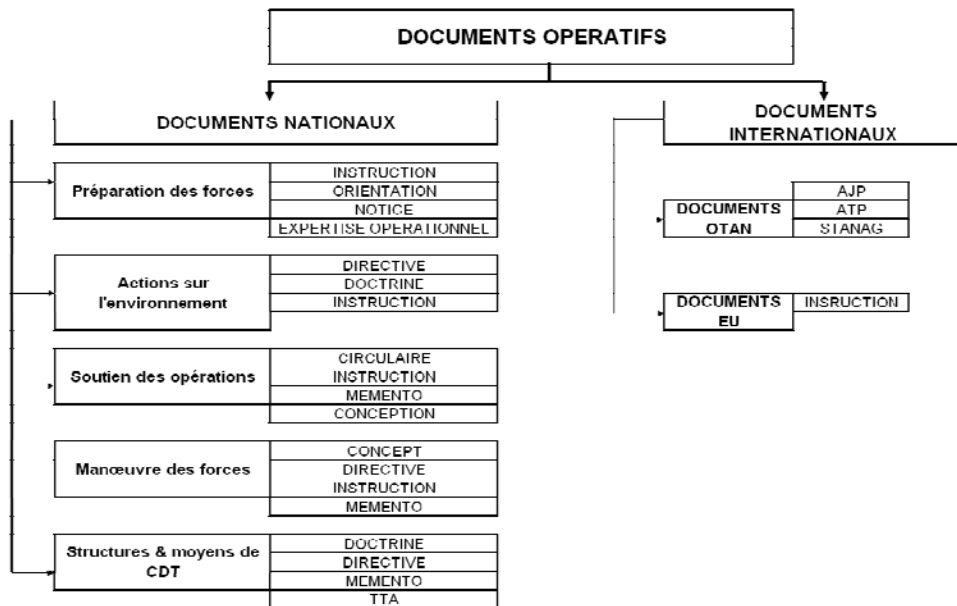 DOCUMENTS OPERATIFS
DOCUMENTS NATIONAUX
DOCUMENTS
INTERNATIONAUX
Préparation des forces
INSTRUCTION
ORIENTATION
NOTICE
EXPERTISE OPERATIONNEL
Actions sur
l'environnement
DIRECTIVE
DOCTRINE
INSTRUCTION
Soutien des opérations
CIRCULAIRE
INSTRUCTION
MEMENTO
CONCEPTION
Manœuvre des forces
CONCEPT
DIRECTIVE
INSTRUCTION
MEMENTO
Structures & moyens de
CDT
DOCTRINE
DIRECTIVE
MEMENTO
TTA
DOCUMENTS
OTAN
AJP
ATP
STANAG
DOCUMENTS
EU
INSRUCTION